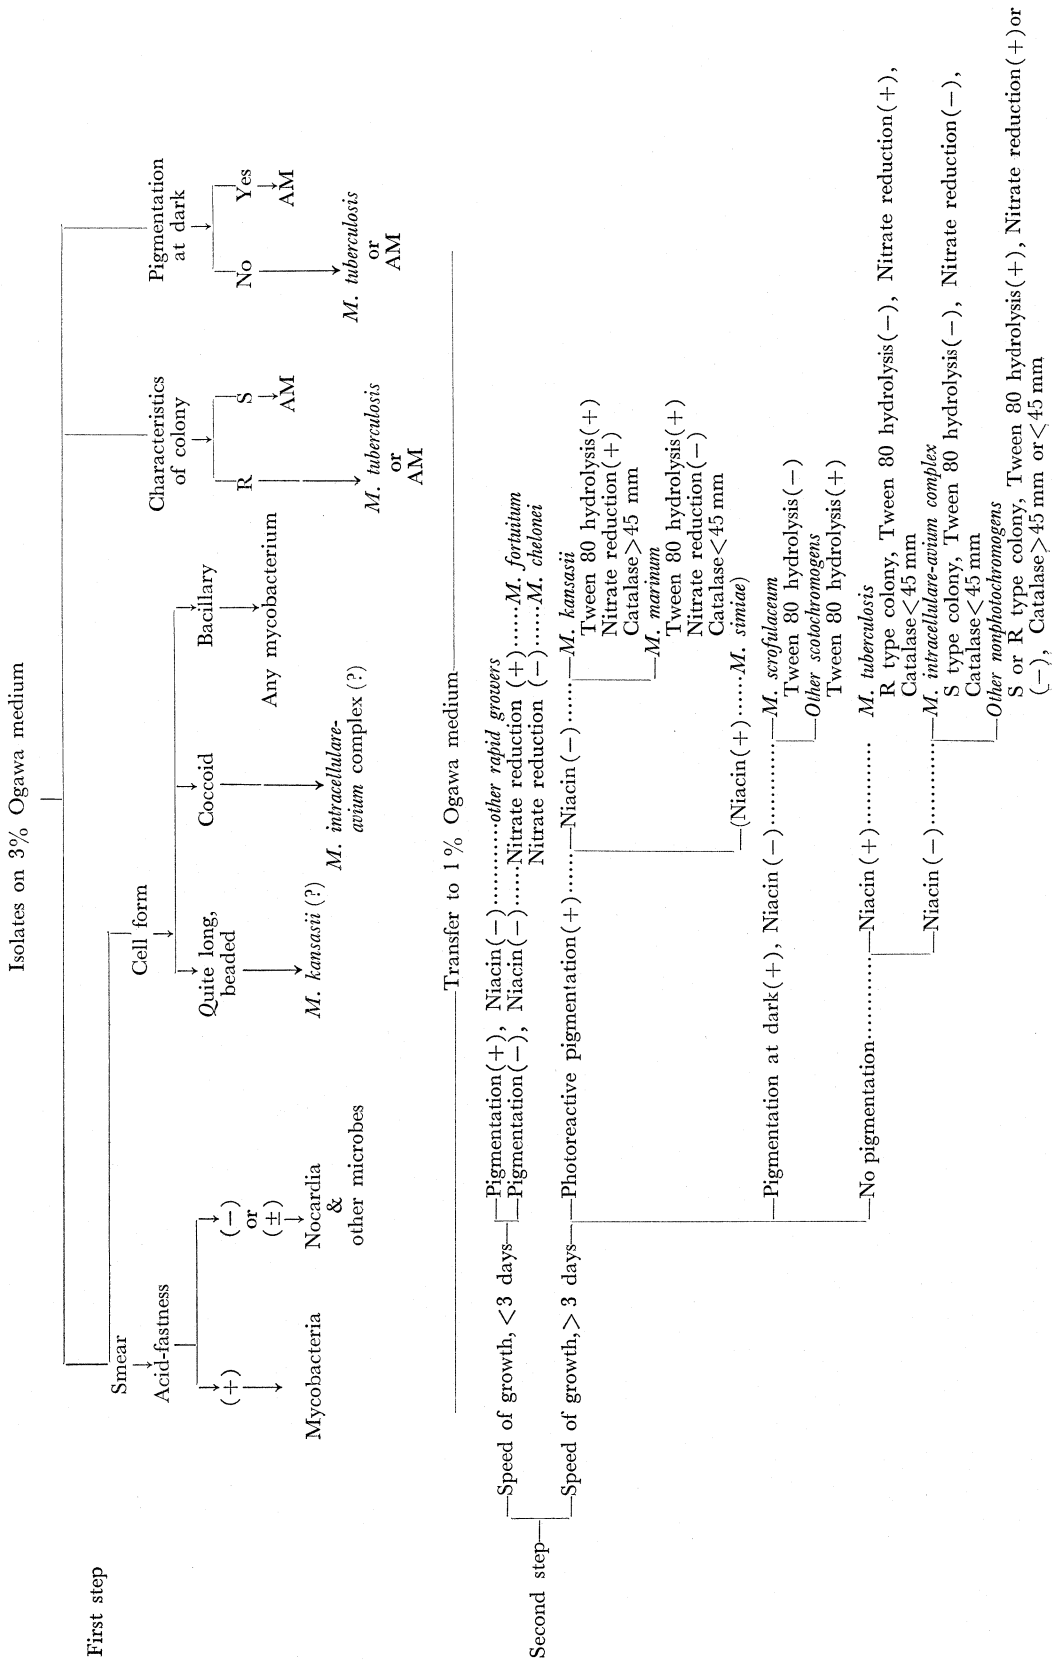 Isolates on 3% Ogawa medium
First step
Smear
Acid-fastness
(+)
Mycobacteria
(−)
or
(±)
Nocardia
&
other microbes
Cell form
Quite long,
beaded
M. kansasii (?)
Coccoid
M. intracellulare-
avium complex (?)
Bacillary
Any mycobacterium
Characteristics
of colony
R
M. tuberculosis
or
AM
S
AM
Pigmentation
at dark
No
M. tuberculosis
or
AM
Yes
AM
Transfer to 1% Ogawa medium
Second step
Speed of growth, <3 days
Pigmentation(+), Niacin(−)..........other rapid growers
Pigmentation(−), Niacin(−).....Nitrate reduction (+).....M. fortuitum
Nitrate reduction (−).....M. chelonei
Speed of growth, >3 days
Photoreactive pigmentation(+)......Niacin(−)......M. kansasii
Tween 80 hydrolysis(+)
Nitrate reduction(+)
Catalase>45 mm
M. marinum
Tween 80 hydrolysis(+)
Nitrate reduction(−)
Catalase<45 mm
(Niacin(+)......M. simiae)
Pigmentation at dark(+), Niacin(−)............M. scrofulaceum
Tween 80 hydrolysis(−)
Other scotochromogens
Tween 80 hydrolysis(+)
No pigmentation............Niacin(+)............M. tuberculosis
R type colony, Tween 80 hydrolysis(−), Nitrate reduction(+),
Catalase<45 mm
Niacin(−)............M. intracellulare-avium complex
S type colony, Tween 80 hydrolysis(−), Nitrate reduction(−),
Catalase<45 mm
Other nonphotochromogens
S or R type colony, Tween 80 hydrolysis(+), Nitrate reduction(+)or
(−), Catalase>45 mm or<45 mm